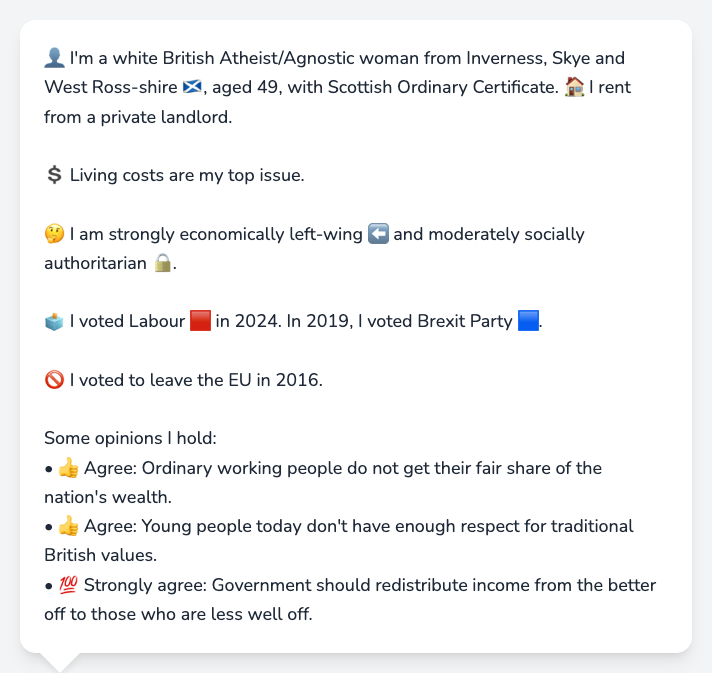 👤 I'm a white British Atheist/Agnostic woman from Inverness, Skye and
West Ross-shire 🏴󠁧󠁢󠁳󠁣󠁴󠁿, aged 49, with Scottish Ordinary Certificate. 🏠 I rent
from a private landlord.
💲 Living costs are my top issue.
🤔 I am strongly economically left-wing ⬅️ and moderately socially
authoritarian 🔒.
🗳️ I voted Labour 🟥 in 2024. In 2019, I voted Brexit Party 🟦.
🚫 I voted to leave the EU in 2016.
Some opinions I hold:
• 👍 Agree: Ordinary working people do not get their fair share of the
nation's wealth.
• 👍 Agree: Young people today don't have enough respect for traditional
British values.
• 💯 Strongly agree: Government should redistribute income from the better
off to those who are less well off.